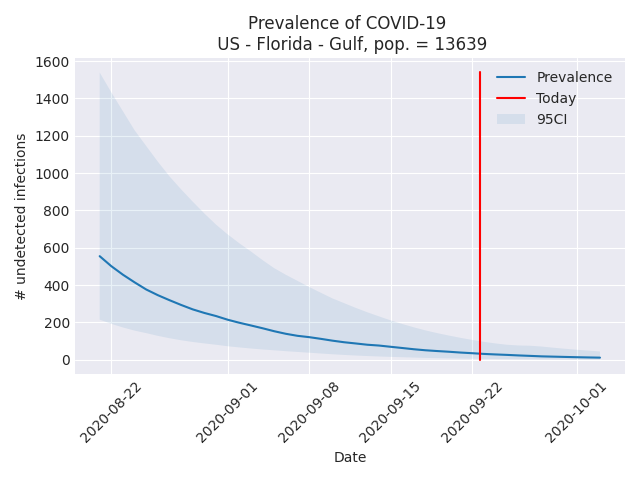 Prevalence of COVID-19
US - Florida - Gulf, pop. = 13639
Prevalence
Today
95CI
# undetected infections
1600
1400
1200
1000
800
600
400
200
0
2020-08-22
2020-09-01
2020-09-08
2020-09-15
2020-09-22
2020-10-01
Date